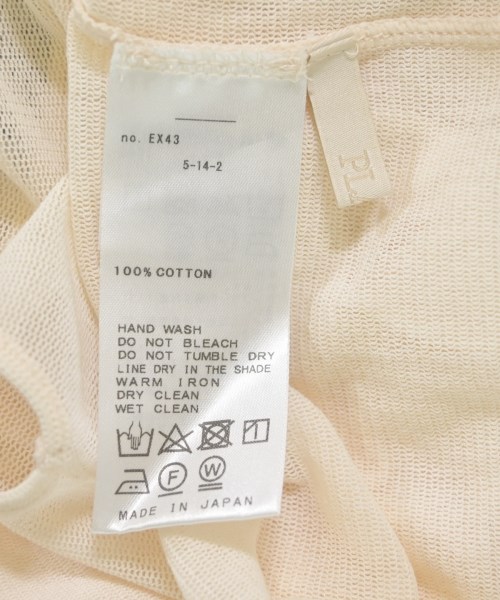 no. EX43
5-14-2
100% COTTON
HAND WASH
DO NOT BLEACH
DO NOT TUMBLE DRY
LINE DRY IN THE SHADE
WARM IRON
DRY CLEAN
WET CLEAN
F
W
MADE IN JAPAN
PL